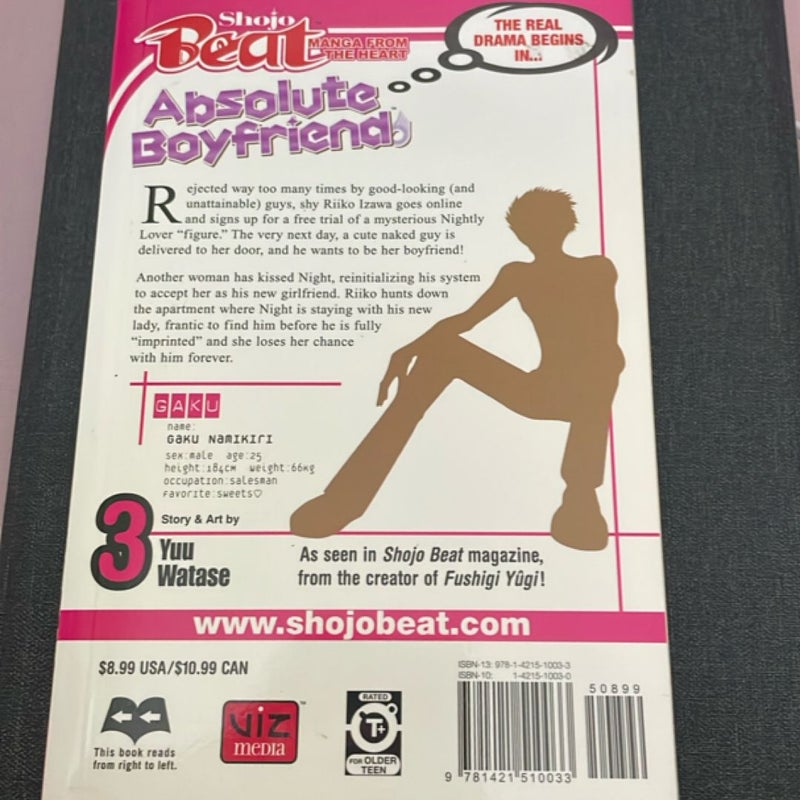 Shojo
Beat™
MANGA FROM
THE HEART
THE REAL
DRAMA BEGINS
IN...
Absolute
Boyfriend
Rejected way too many times by good-looking (and
unattainable) guys, shy Riiko Izawa goes online
and signs up for a free trial of a mysterious Nightly
Lover “figure.” The very next day, a cute naked guy is
delivered to her door, and he wants to be her boyfriend!
Another woman has kissed Night, reinitializing his system
to accept her as his new girlfriend. Riiko hunts down
the apartment where Night is staying with his new
lady, frantic to find him before he is fully
“imprinted” and she loses her chance
with him forever.
GAKU
name:
GAKU NAMIKIRI
sex:male age:25
height:184cm weight:66kg
occupation:salesman
favorite:sweets♡
3
Story & Art by
Yuu
Watase
As seen in Shojo Beat magazine,
from the creator of Fushigi Yûgi!
www.shojobeat.com
$8.99 USA/$10.99 CAN
ISBN-13: 978-1-4215-1003-3
ISBN-10: 1-4215-1003-0
50899
This book reads
from right to left.
VIZ™
media
RATED
T+
FOR OLDER
TEEN
9 781421 510033